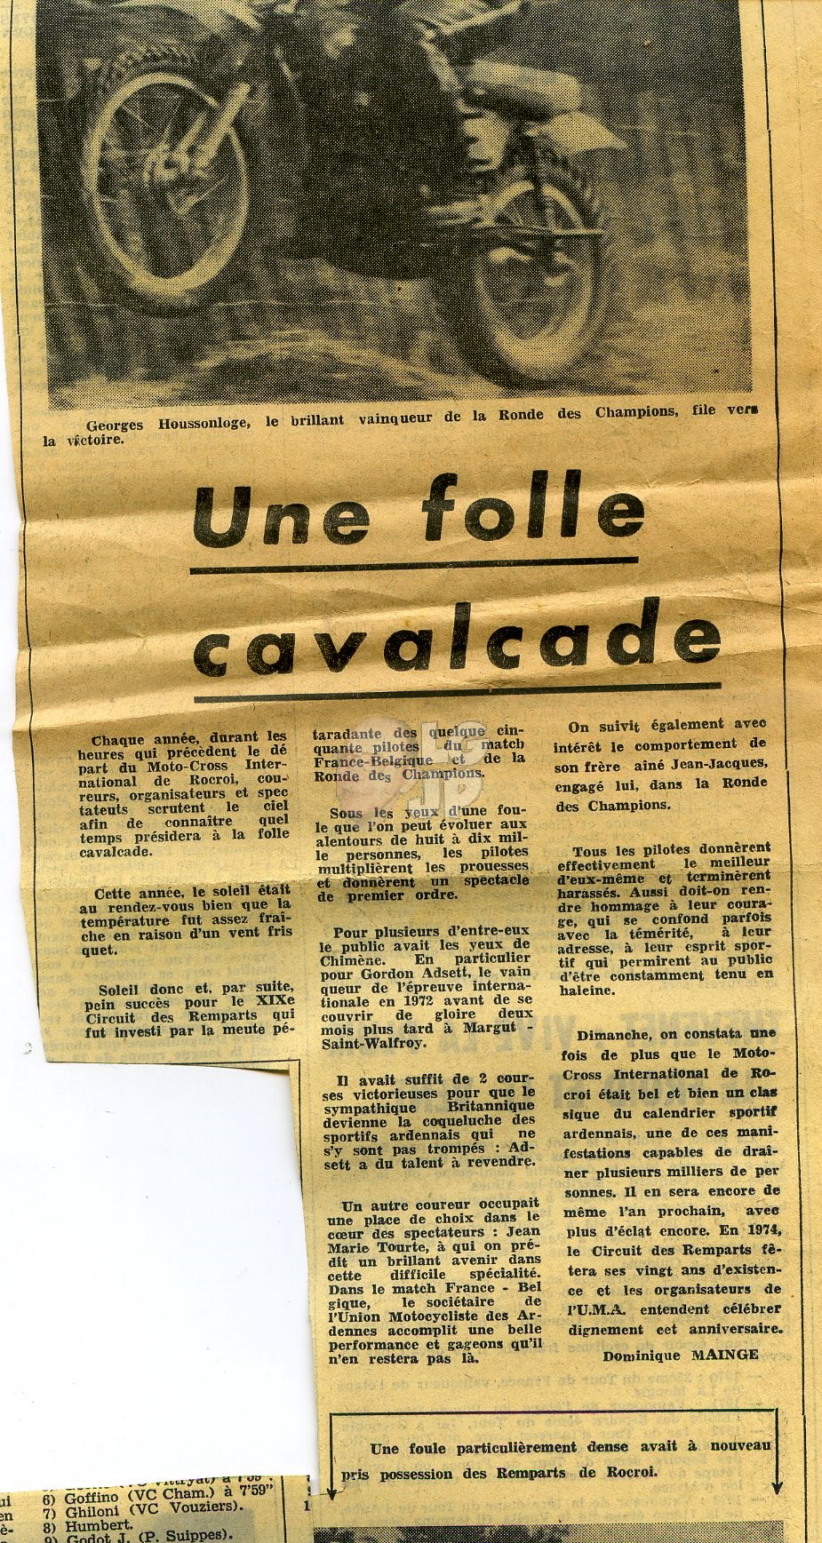 Georges Houssonloge, le brillant vainqueur de la Ronde des Champions, file vers
la victoire.
Une folle
cavalcade
Chaque année, durant les
heures qui précèdent le dé
part du Moto-Cross Inter-
national de Rocroi, cou-
reurs, organisateurs et spec
tateuts scrutent le ciel
afin de connaître quel
temps présidera à la folle
cavalcade.
Cette année, le soleil était
au rendez-vous bien que la
température fut assez fraî-
che en raison d'un vent fris
quet.
Soleil donc et, par suite,
pein succès pour le XIXe
Circuit des Remparts qui
fut investi par la meute pé-
taradante des quelque cin-
quante pilotes du match
France-Belgique et de la
Ronde des Champions.
Sous les yeux d'une fou-
le que l'on peut évoluer aux
alentours de huit à dix mil-
le personnes, les pilotes
multiplièrent les prouesses
et donnèrent un spectacle
de premier ordre.
Pour plusieurs d'entre-eux
le public avait les yeux de
Chimène. En particulier
pour Gordon Adsett, le vain
queur de l'épreuve interna-
tionale en 1972 avant de se
couvrir de gloire deux
mois plus tard à Margut -
Saint-Walfroy.
Il avait suffit de 2 cour-
ses victorieuses pour que le
sympathique Britannique
devienne la coqueluche des
sportifs ardennais qui ne
s'y sont pas trompés : Ad-
sett a du talent à revendre.
Un autre coureur occupait
une place de choix dans le
cœur des spectateurs : Jean
Marie Tourte, à qui on pré-
dit un brillant avenir dans
cette difficile spécialité.
Dans le match France - Bel
gique, le sociétaire de
l'Union Motocycliste des Ar-
dennes accomplit une belle
performance et gageons qu'il
n'en restera pas là.
On suivit également avec
intérêt le comportement de
son frère aîné Jean-Jacques,
engagé lui, dans la Ronde
des Champions.
Tous les pilotes donnèrent
effectivement le meilleur
d'eux-même et terminèrent
harassés. Aussi doit-on ren-
dre hommage à leur coura-
ge, qui se confond parfois
avec la témérité, à leur
adresse, à leur esprit spor-
tif qui permirent au public
d'être constamment tenu en
haleine.
Dimanche, on constata une
fois de plus que le Moto-
Cross International de Ro-
croi était bel et bien un clas
sique du calendrier sportif
ardennais, une de ces mani-
festations capables de draî-
ner plusieurs milliers de per
sonnes. Il en sera encore de
même l'an prochain, avec
plus d'éclat encore. En 1974,
le Circuit des Remparts fê-
tera ses vingt ans d'existen-
ce et les organisateurs de
l'U.M.A. entendent célébrer
dignement cet anniversaire.
Dominique MAINGE
Une foule particulièrement dense avait à nouveau
pris possession des Remparts de Rocroi.
6) Goffino (VC Cham.) à 7'59"
7) Ghiloni (VC Vouziers).
8) Humbert.
9) Godot J. (P. Suippes).